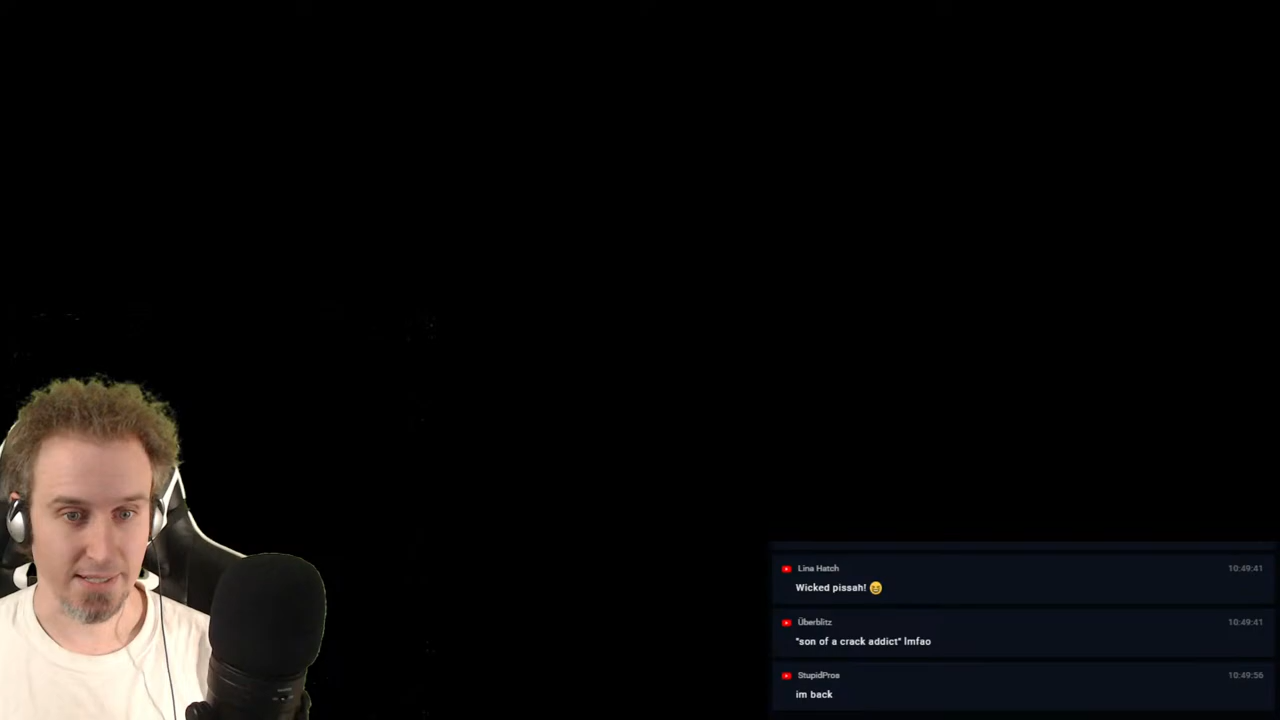 Lina Hatch 10:49:41
Wicked pissah! 😆
Überblitz 10:49:41
"son of a crack addict" lmfao
StupidPros 10:49:56
im back